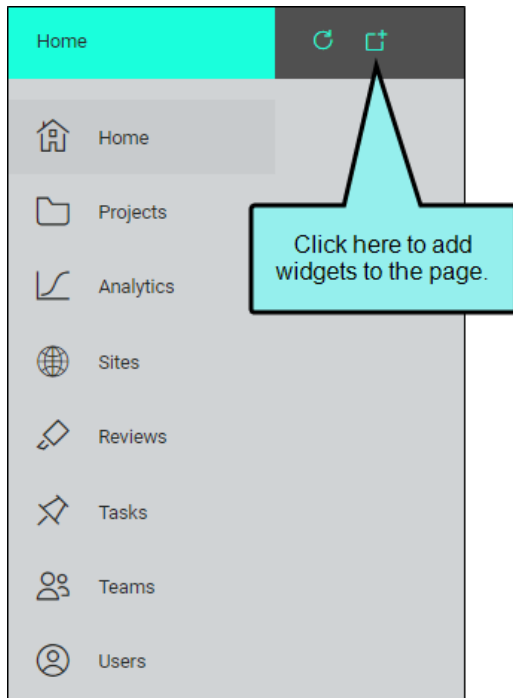 Home
Home
Projects
Click here to add
widgets to the page.
Analytics
Sites
Reviews
Tasks
Teams
Users